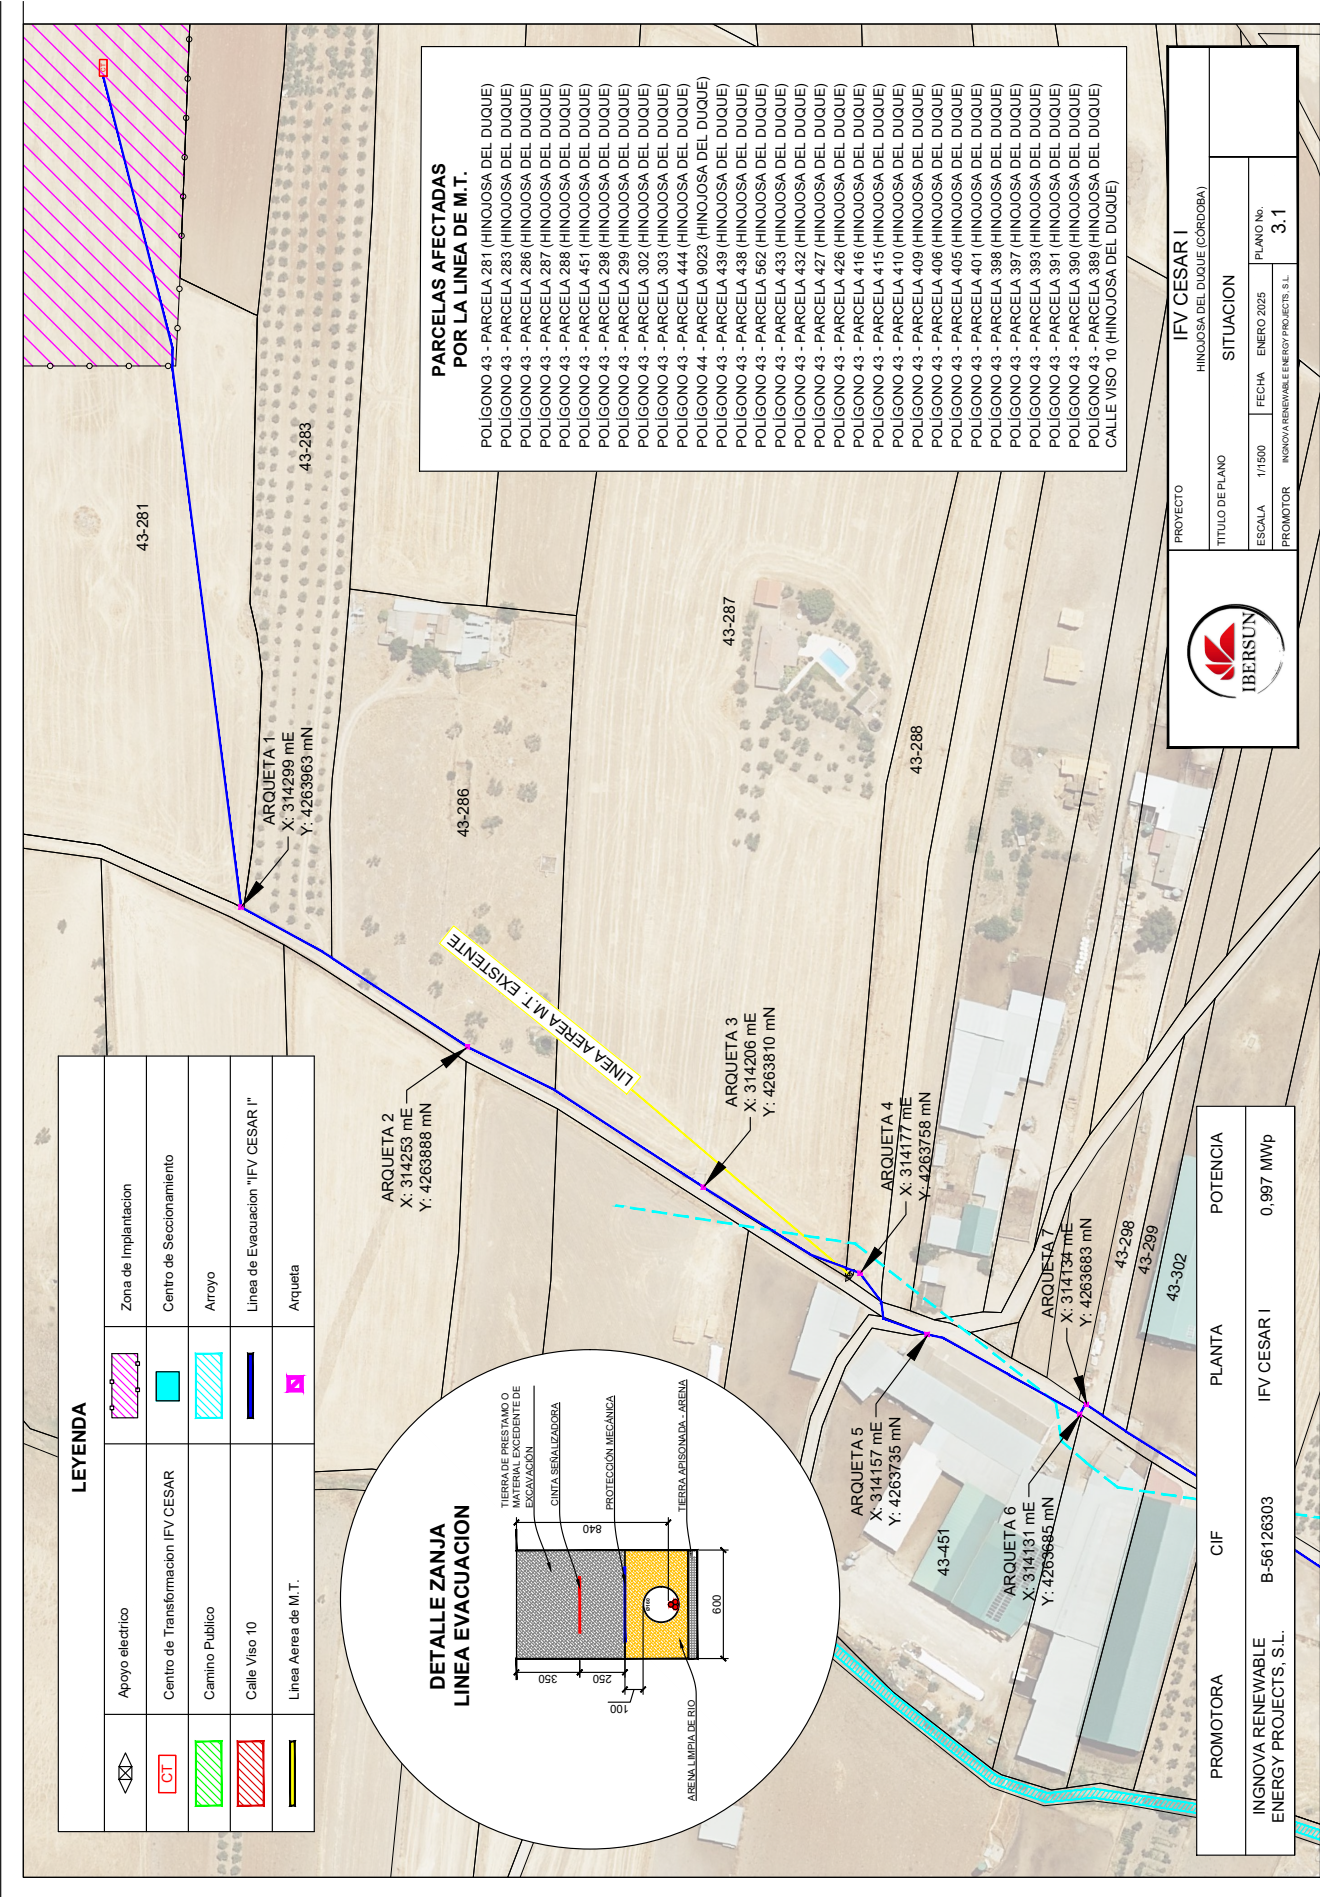 LEYENDA
Apoyo electrico
Zona de Implantacion
CT
Centro de Transformacion IFV CESAR
Centro de Seccionamiento
Camino Publico
Arroyo
Calle Viso 10
Linea de Evacuacion "IFV CESAR I"
Linea Aerea de M.T.
Arqueta
CT
43-281
43-283
ARQUETA 1
X: 314299 mE
Y: 4263963 mN
43-286
ARQUETA 2
X: 314253 mE
Y: 4263888 mN
LINEA AEREA M.T. EXISTENTE
43-287
ARQUETA 3
X: 314206 mE
Y: 4263810 mN
43-288
ARQUETA 4
X: 314177 mE
Y: 4263758 mN
ARQUETA 5
X: 314157 mE
Y: 4263735 mN
43-451
ARQUETA 6
X: 314131 mE
Y: 4263685 mN
ARQUETA 7
X: 314134 mE
Y: 4263683 mN
43-298
43-299
43-302
DETALLE ZANJA
LINEA EVACUACION
TIERRA DE PRESTAMO O
MATERIAL EXCEDENTE DE
EXCAVACIÓN
CINTA SEÑALIZADORA
PROTECCIÓN MECÁNICA
TIERRA APISONADA - ARENA
ARENA LIMPIA DE RIO
350
250
100
840
600
Ø160
PARCELAS AFECTADAS
POR LA LINEA DE M.T.
POLÍGONO 43 - PARCELA 281 (HINOJOSA DEL DUQUE)
POLÍGONO 43 - PARCELA 283 (HINOJOSA DEL DUQUE)
POLÍGONO 43 - PARCELA 286 (HINOJOSA DEL DUQUE)
POLÍGONO 43 - PARCELA 287 (HINOJOSA DEL DUQUE)
POLÍGONO 43 - PARCELA 288 (HINOJOSA DEL DUQUE)
POLÍGONO 43 - PARCELA 451 (HINOJOSA DEL DUQUE)
POLÍGONO 43 - PARCELA 298 (HINOJOSA DEL DUQUE)
POLÍGONO 43 - PARCELA 299 (HINOJOSA DEL DUQUE)
POLÍGONO 43 - PARCELA 302 (HINOJOSA DEL DUQUE)
POLÍGONO 43 - PARCELA 303 (HINOJOSA DEL DUQUE)
POLÍGONO 43 - PARCELA 444 (HINOJOSA DEL DUQUE)
POLÍGONO 44 - PARCELA 9023 (HINOJOSA DEL DUQUE)
POLÍGONO 43 - PARCELA 439 (HINOJOSA DEL DUQUE)
POLÍGONO 43 - PARCELA 438 (HINOJOSA DEL DUQUE)
POLÍGONO 43 - PARCELA 562 (HINOJOSA DEL DUQUE)
POLÍGONO 43 - PARCELA 433 (HINOJOSA DEL DUQUE)
POLÍGONO 43 - PARCELA 432 (HINOJOSA DEL DUQUE)
POLÍGONO 43 - PARCELA 427 (HINOJOSA DEL DUQUE)
POLÍGONO 43 - PARCELA 426 (HINOJOSA DEL DUQUE)
POLÍGONO 43 - PARCELA 416 (HINOJOSA DEL DUQUE)
POLÍGONO 43 - PARCELA 415 (HINOJOSA DEL DUQUE)
POLÍGONO 43 - PARCELA 410 (HINOJOSA DEL DUQUE)
POLÍGONO 43 - PARCELA 409 (HINOJOSA DEL DUQUE)
POLÍGONO 43 - PARCELA 406 (HINOJOSA DEL DUQUE)
POLÍGONO 43 - PARCELA 405 (HINOJOSA DEL DUQUE)
POLÍGONO 43 - PARCELA 401 (HINOJOSA DEL DUQUE)
POLÍGONO 43 - PARCELA 398 (HINOJOSA DEL DUQUE)
POLÍGONO 43 - PARCELA 397 (HINOJOSA DEL DUQUE)
POLÍGONO 43 - PARCELA 393 (HINOJOSA DEL DUQUE)
POLÍGONO 43 - PARCELA 391 (HINOJOSA DEL DUQUE)
POLÍGONO 43 - PARCELA 390 (HINOJOSA DEL DUQUE)
POLÍGONO 43 - PARCELA 389 (HINOJOSA DEL DUQUE)
CALLE VISO 10 (HINOJOSA DEL DUQUE)
PROMOTORA CIF PLANTA POTENCIA
INGNOVA RENEWABLE
ENERGY PROJECTS, S.L. B-56126303 IFV CESAR I 0,997 MWp
IBERSUN
PROYECTO
IFV CESAR I
HINOJOSA DEL DUQUE (CÓRDOBA)
TITULO DE PLANO
SITUACION
ESCALA 1/1500 FECHA ENERO 2025 PLANO No.
3.1
PROMOTOR INGNOVA RENEWABLE ENERGY PROJECTS, S.L.